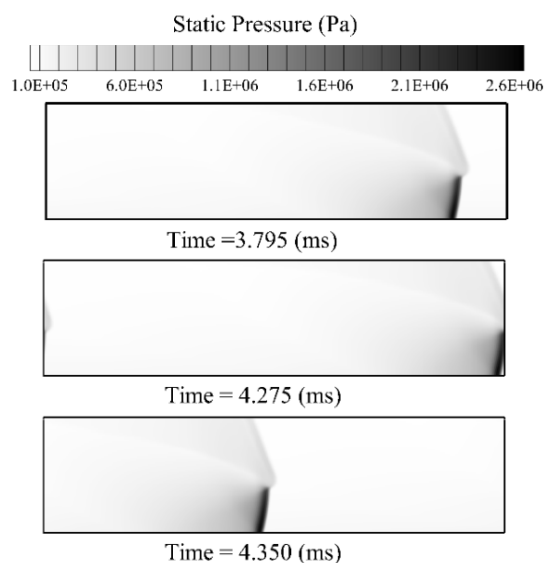 Static Pressure (Pa)
1.0E+05 6.0E+05 1.1E+06 1.6E+06 2.1E+06 2.6E+06
Time =3.795 (ms)
Time = 4.275 (ms)
Time = 4.350 (ms)